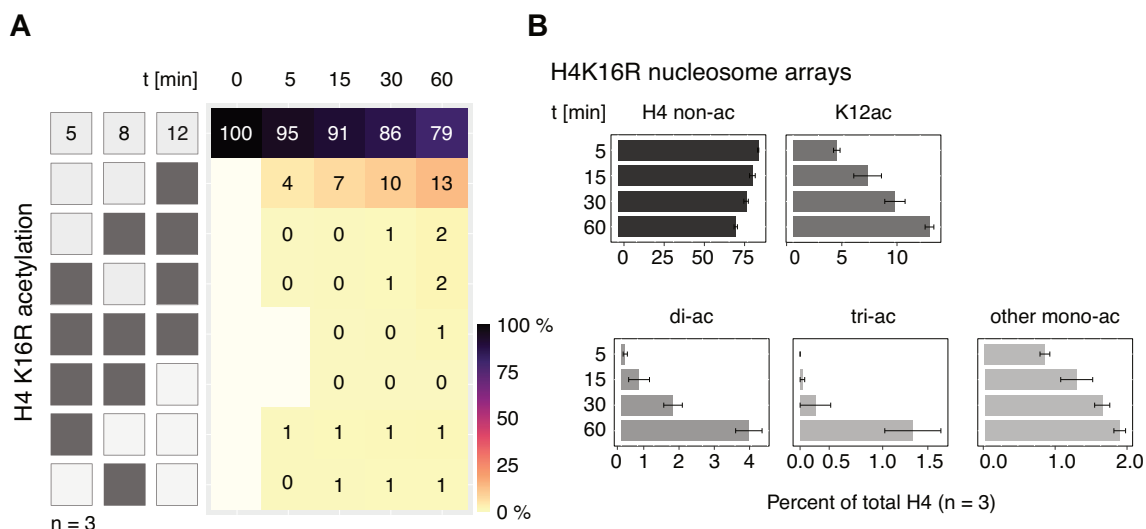 A
t [min] 0 5 15 30 60
5 8 12 100 95 91 86 79
4 7 10 13
0 0 1 2
0 0 1 2
0 0 1
0 0 0
1 1 1 1
0 1 1 1
n = 3
H4 K16R acetylation
100 %
75
50
25
0 %
B
H4K16R nucleosome arrays
t [min] H4 non-ac K12ac
5
15
30
60
0 25 50 75 0 5 10
di-ac tri-ac other mono-ac
5
15
30
60
0 1 2 3 4 0.0 1.0 1.5 0.0 1.0 2.0
Percent of total H4 (n = 3)